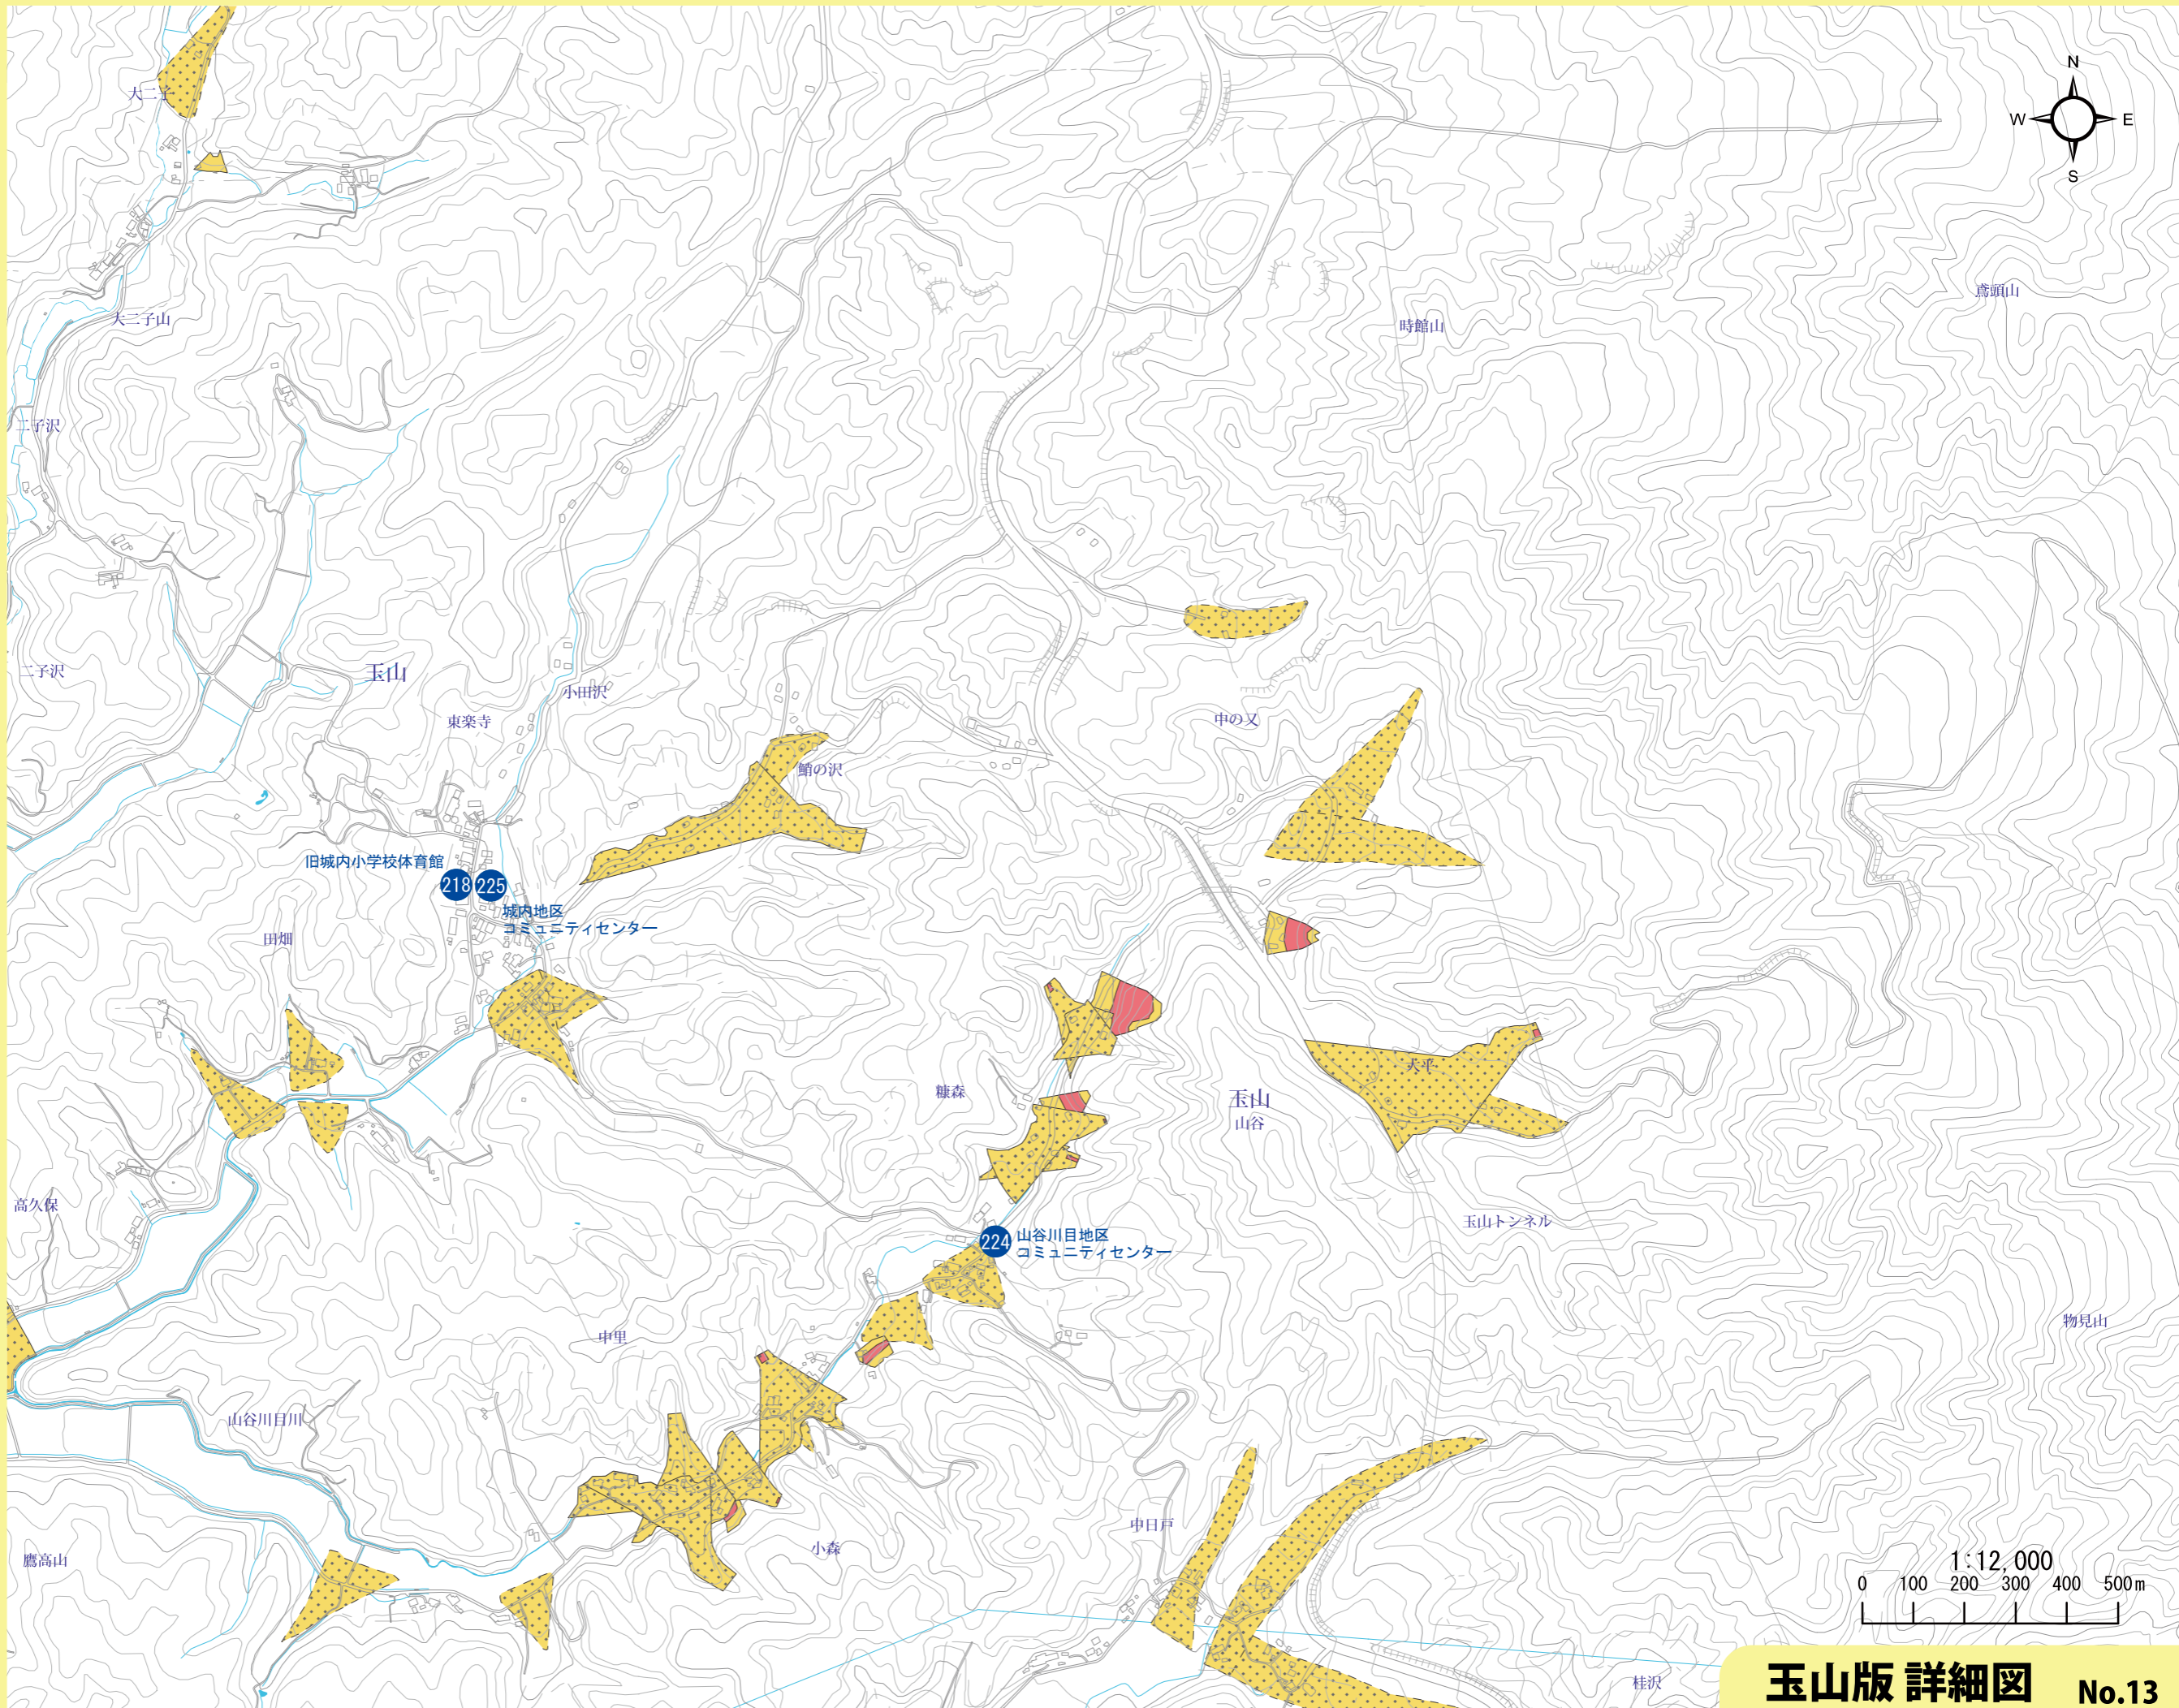 N
W
E
S
大二子
大二子山
二子沢
時館山
鳶頭山
二子沢
玉山
東楽寺
小田沢
中の又
鮹の沢
旧城内小学校体育館
218
225
城内地区
コミュニティセンター
田畑
大平
糠森
玉山
山谷
高久保
玉山トンネル
224
山谷川目地区
コミュニティセンター
物見山
中里
山谷川目川
中日戸
小森
鷹高山
1:12,000
0 100 200 300 400 500m
桂沢
玉山版 詳細図 No.13